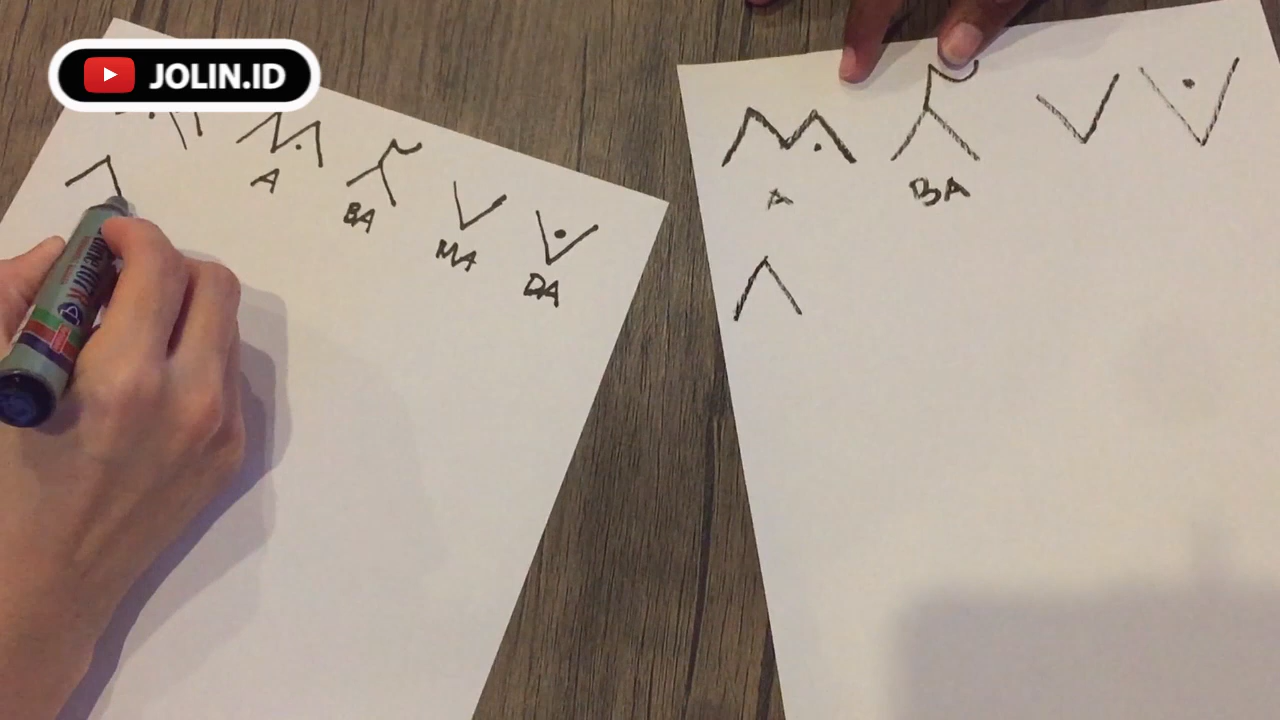 ᨕ ᨅ ᨆ ᨉ
A BA MA DA
ᨈ
ᨕ ᨅ ᨆ ᨉ
A BA
ᨈ
JOLIN.ID